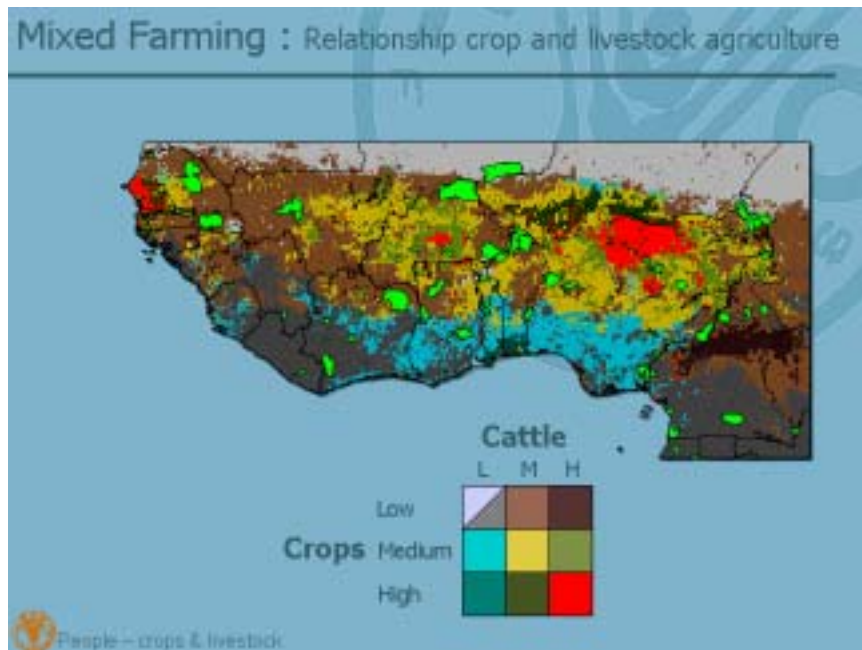 Mixed Farming : Relationship crop and livestock agriculture
Cattle
L M H
Low
Crops Medium
High
People – crops & livestock